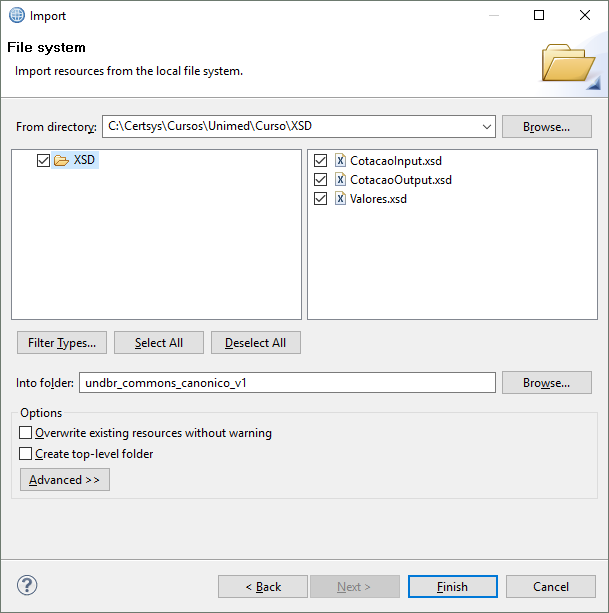 Import
File system
Import resources from the local file system.
From directory: C:\Certsys\Cursos\Unimed\Curso\XSD Browse...
XSD
CotacaoInput.xsd
CotacaoOutput.xsd
Valores.xsd
Filter Types... Select All Deselect All
Into folder: undbr_commons_canonico_v1 Browse...
Options
Overwrite existing resources without warning
Create top-level folder
Advanced >>
? < Back Next > Finish Cancel